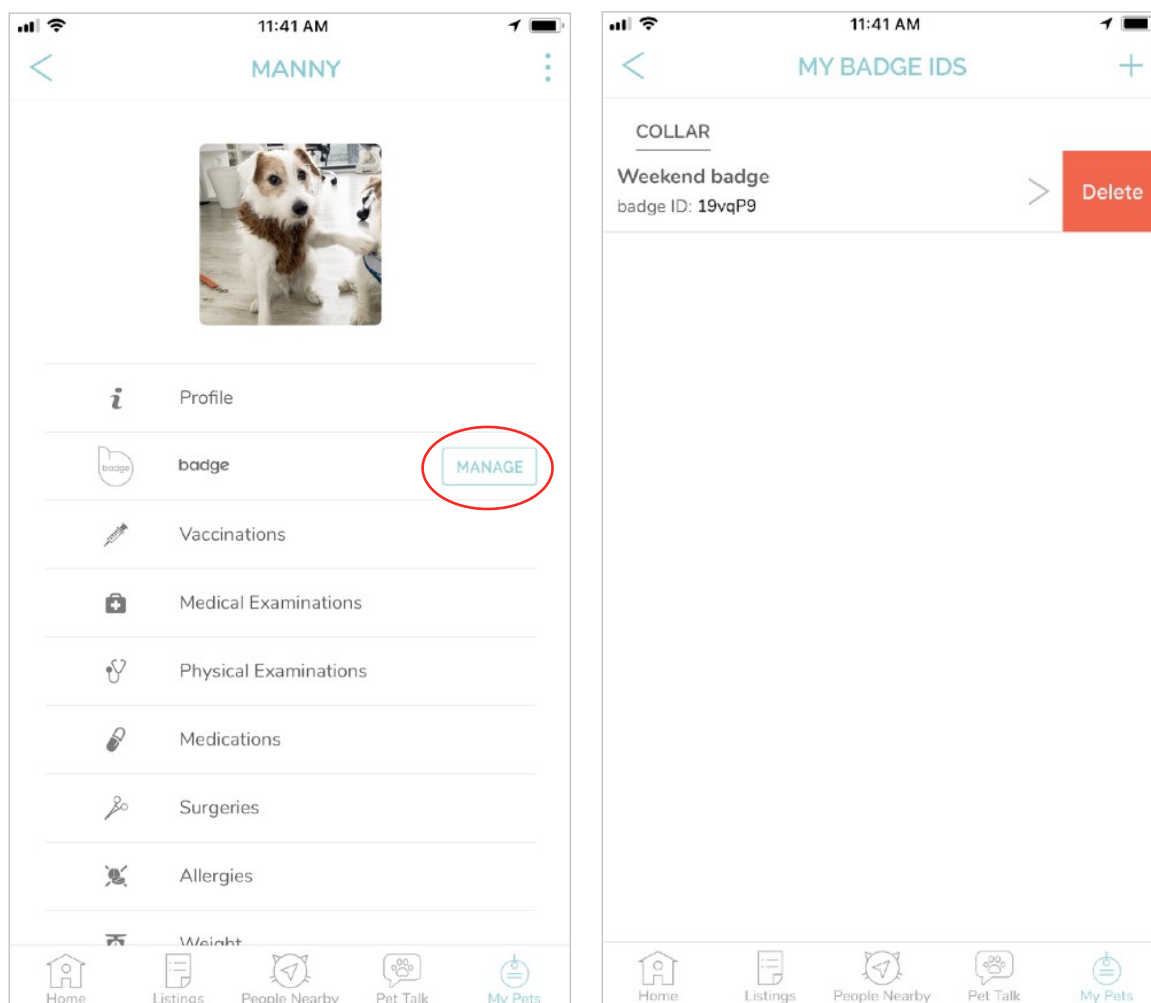 11:41 AM
MANNY
Profile
badge
badge
MANAGE
Vaccinations
Medical Examinations
Physical Examinations
Medications
Surgeries
Allergies
Weight
Home
Listings
People Nearby
Pet Talk
My Pets
11:41 AM
MY BADGE IDS
COLLAR
Weekend badge
badge ID: 19vqP9
Delete
Home
Listings
People Nearby
Pet Talk
My Pets